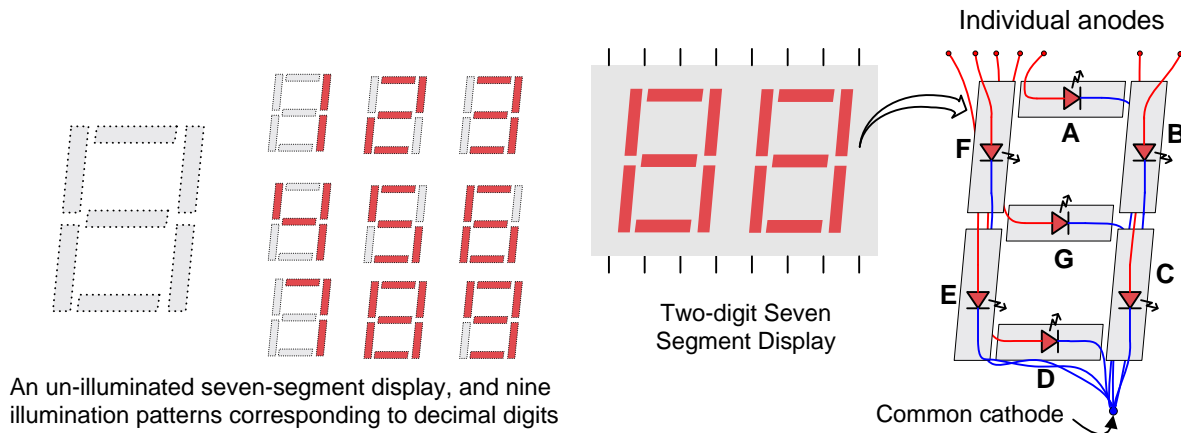 An un-illuminated seven-segment display, and nine
illumination patterns corresponding to decimal digits
Two-digit Seven
Segment Display
Individual anodes
A
B
F
G
C
E
D
Common cathode